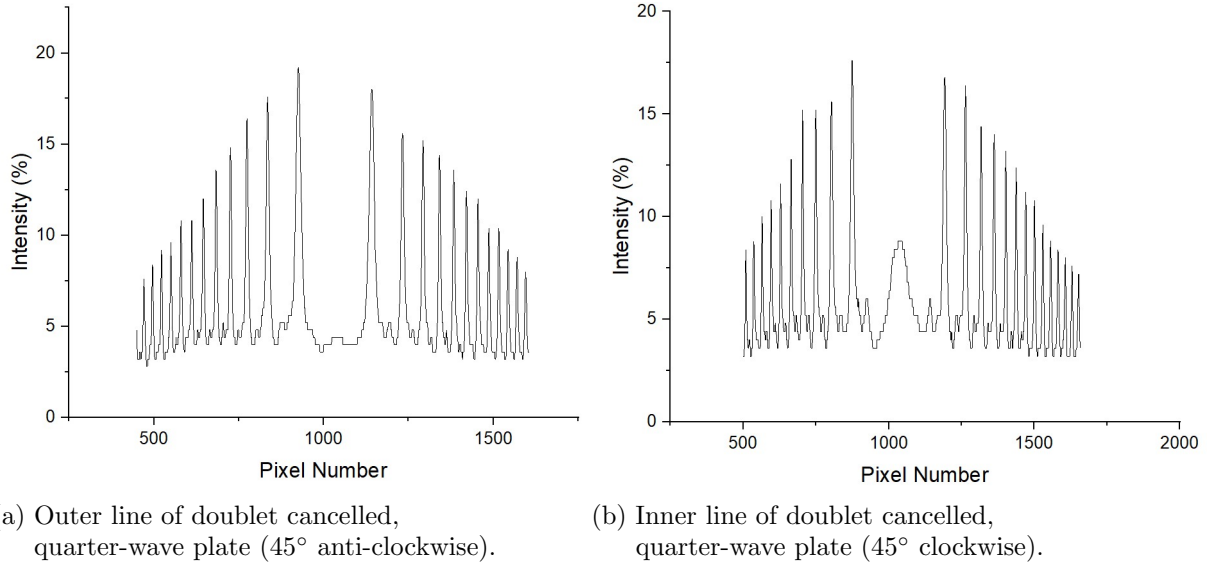 20
15
10
5
0
500
1000
1500
Intensity (%)
Pixel Number
20
15
10
5
0
500
1000
1500
2000
Intensity (%)
Pixel Number
a) Outer line of doublet cancelled,
quarter-wave plate (45° anti-clockwise).
(b) Inner line of doublet cancelled,
quarter-wave plate (45° clockwise).